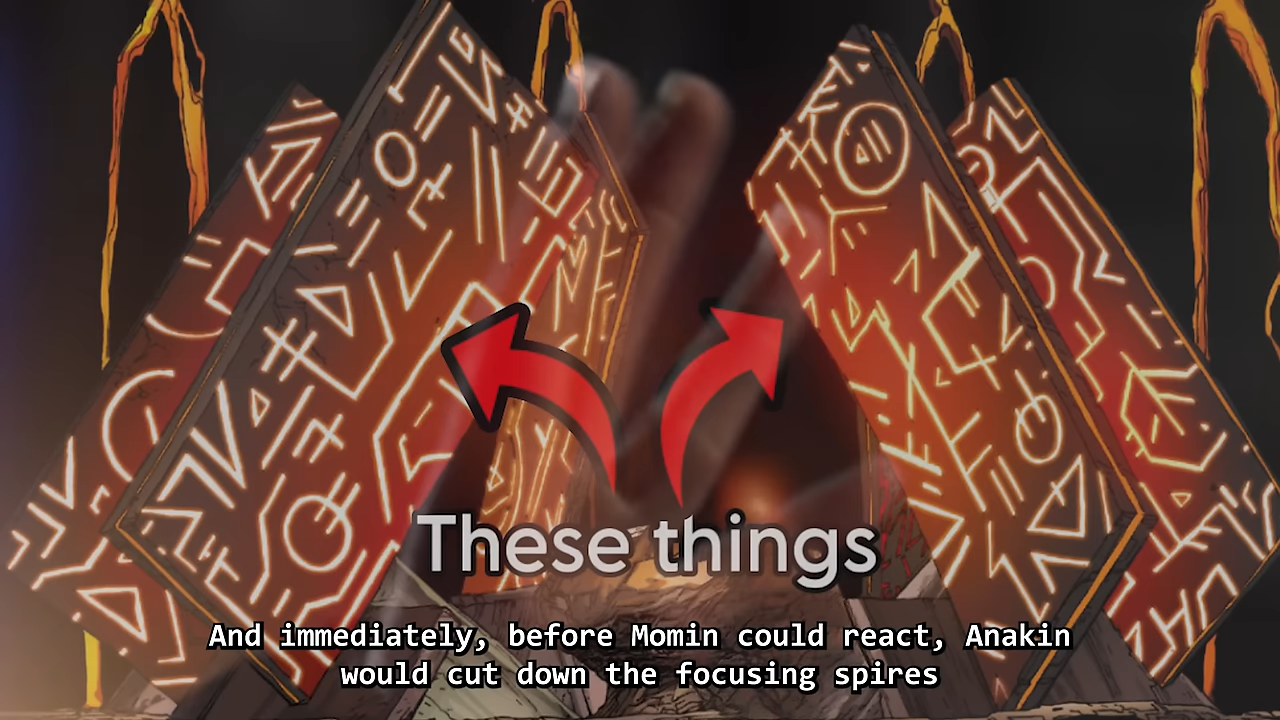 These things
And immediately, before Momin could react, Anakin
would cut down the focusing spires